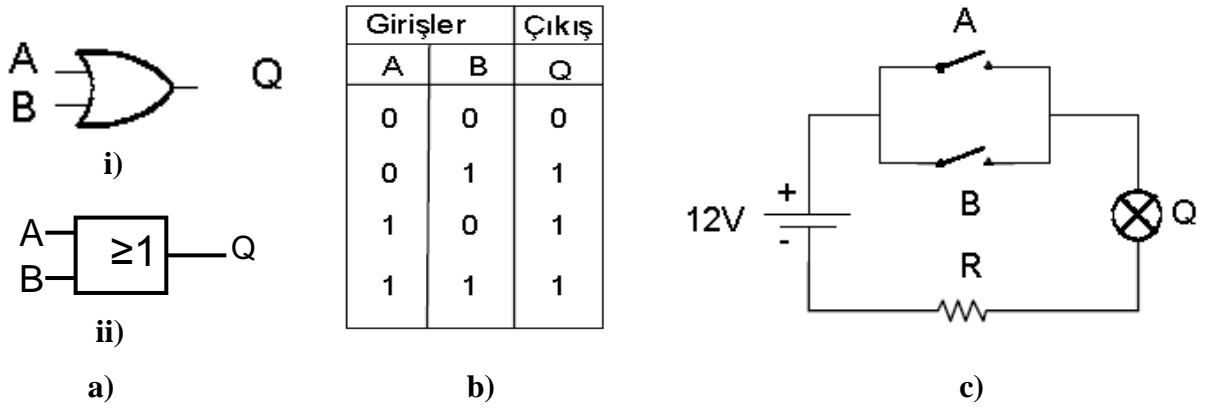 A
B
Q
i)
A
B
≥1
Q
ii)
a)
Girişler Çıkış
A B Q
0 0 0
0 1 1
1 0 1
1 1 1
b)
A
B
12V
+
-
Q
R
c)